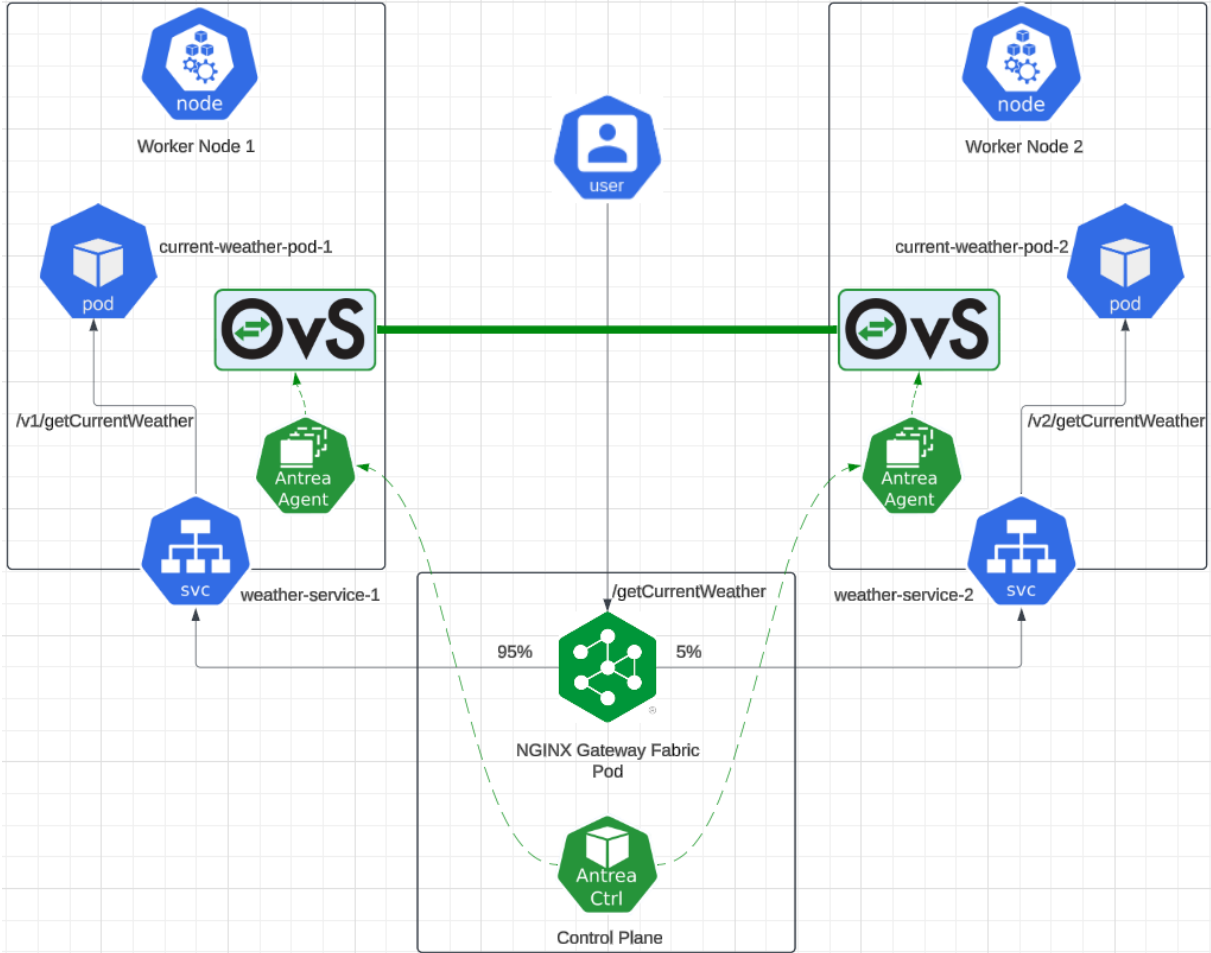 node
Worker Node 1
node
Worker Node 2
user
current-weather-pod-1
pod
current-weather-pod-2
pod
OvS
OvS
/v1/getCurrentWeather
/v2/getCurrentWeather
Antrea
Agent
Antrea
Agent
svc
weather-service-1
/getCurrentWeather
weather-service-2
svc
95%
5%
®
NGINX Gateway Fabric
Pod
Antrea
Ctrl
Control Plane